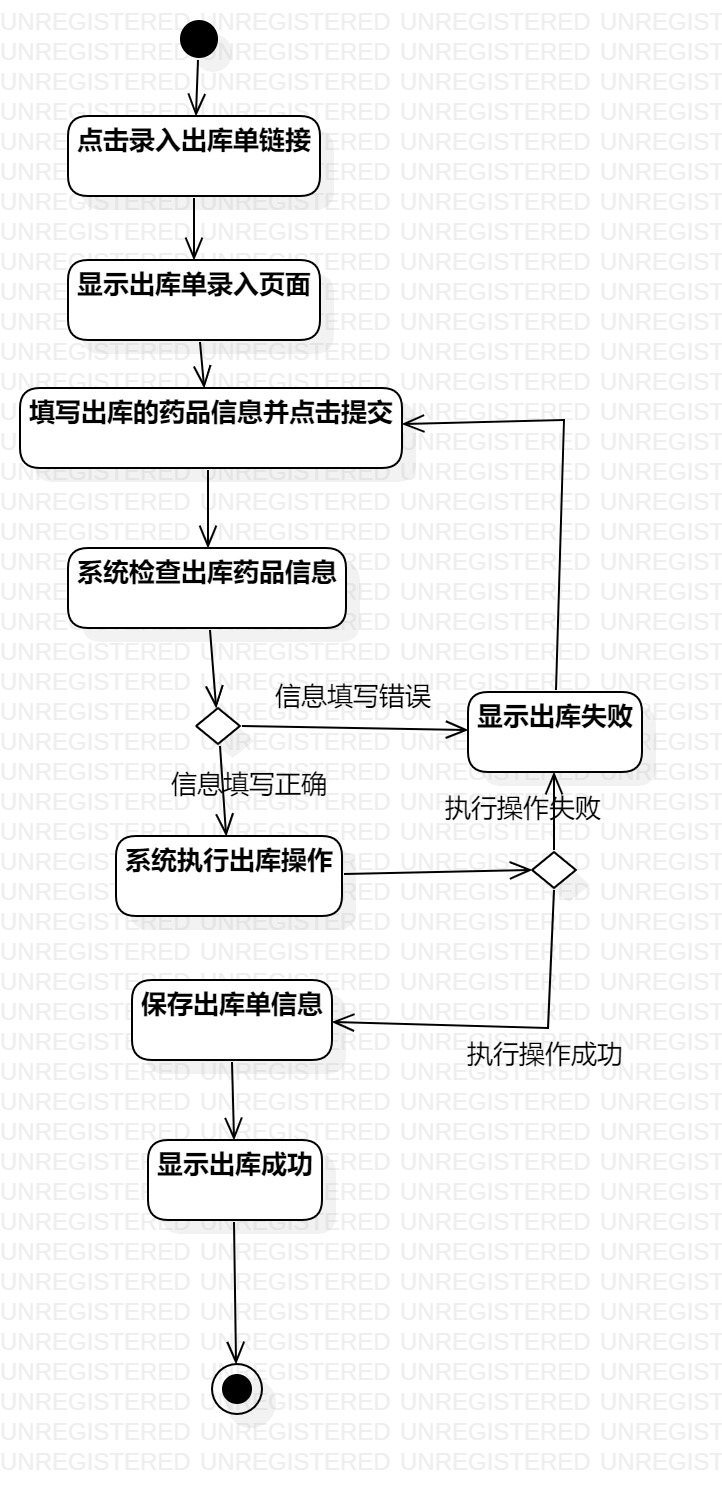 点击录入出库单链接
显示出库单录入页面
填写出库的药品信息并点击提交
系统检查出库药品信息
信息填写错误
显示出库失败
信息填写正确
执行操作失败
系统执行出库操作
保存出库单信息
执行操作成功
显示出库成功
UNREGISTERED